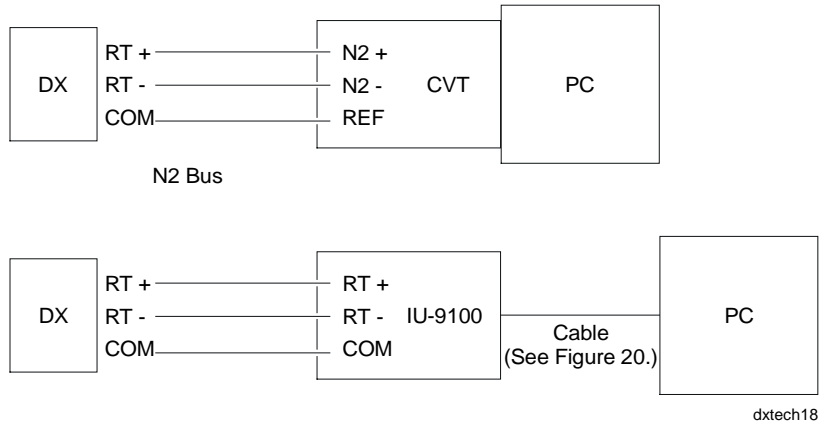 RT + N2 +
DX RT - N2 - CVT PC
COM REF
N2 Bus
RT + RT +
DX RT - RT - IU-9100 PC
COM COM
Cable
(See Figure 20.)
dxtech18